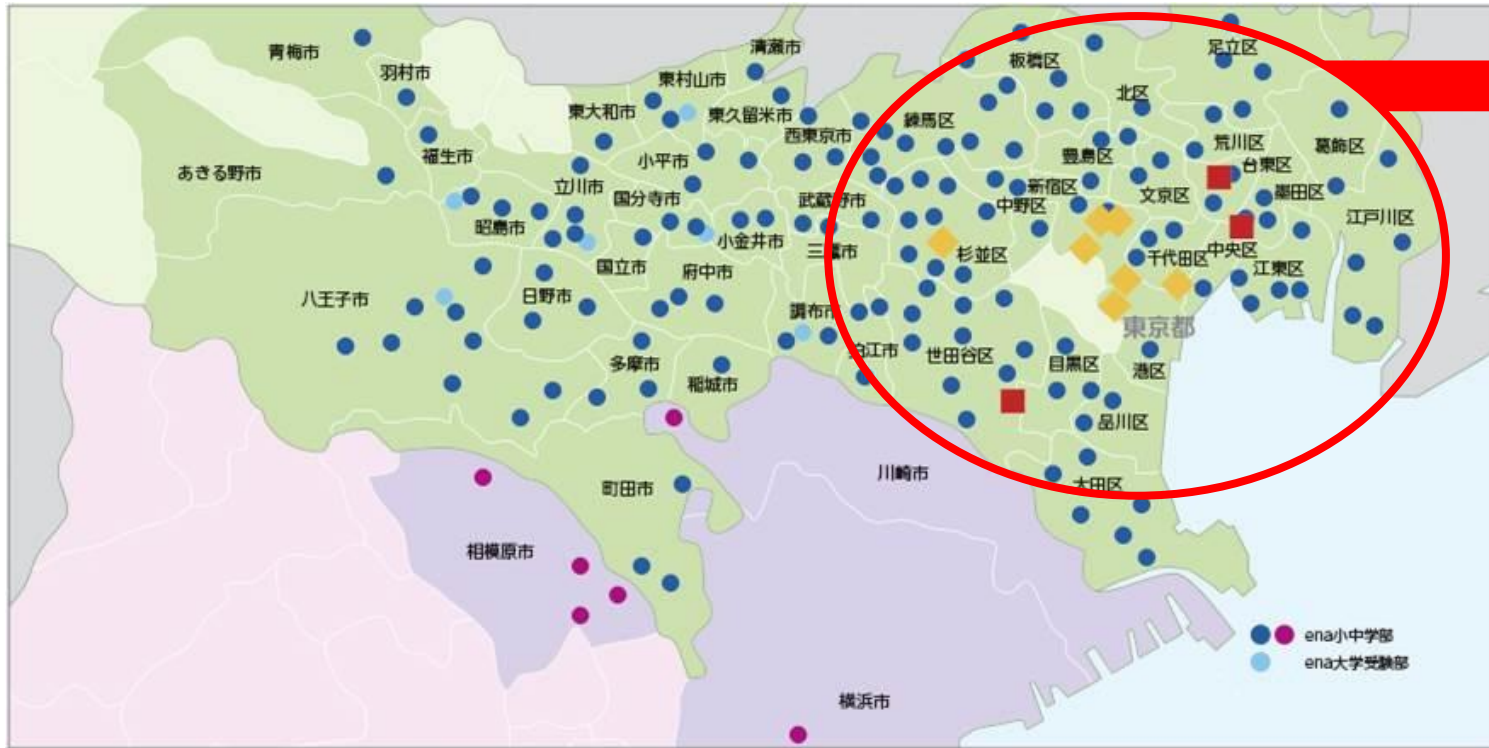 青梅市
羽村市
清瀬市
東村山市
東大和市
東久留米市
西東京市
福生市
あきる野市
小平市
立川市
国分寺市
武蔵野市
昭島市
小金井市
三鷹市
国立市
府中市
八王子市
日野市
調布市
多摩市
稲城市
狛江市
町田市
相模原市
川崎市
横浜市
板橋区
足立区
北区
練馬区
荒川区
葛飾区
豊島区
台東区
新宿区
文京区
墨田区
中野区
江戸川区
杉並区
千代田区
中央区
江東区
東京都
世田谷区
目黒区
港区
品川区
大田区
ena小中学部
ena大学受験部